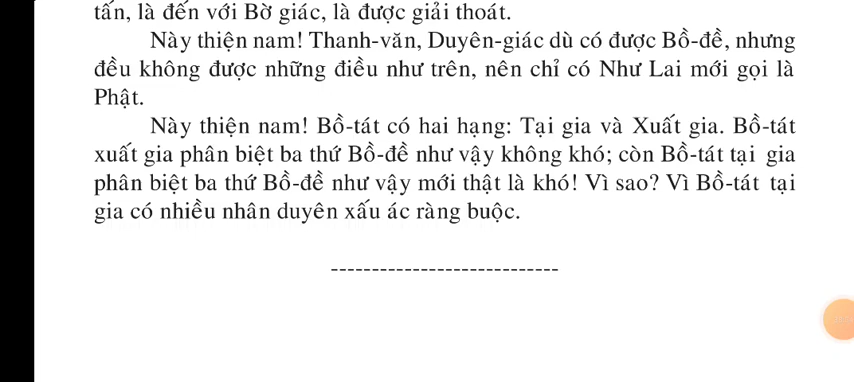 tấn, là đến với Bờ giác, là được giải thoát.
Này thiện nam! Thanh-văn, Duyên-giác dù có được Bồ-đề, nhưng
đều không được những điều như trên, nên chỉ có Như Lai mới gọi là
Phật.
Này thiện nam! Bồ-tát có hai hạng: Tại gia và Xuất gia. Bồ-tát
xuất gia phân biệt ba thứ Bồ-đề như vậy không khó; còn Bồ-tát tại gia
phân biệt ba thứ Bồ-đề như vậy mới thật là khó! Vì sao? Vì Bồ-tát tại
gia có nhiều nhân duyên xấu ác ràng buộc.
----------------------------